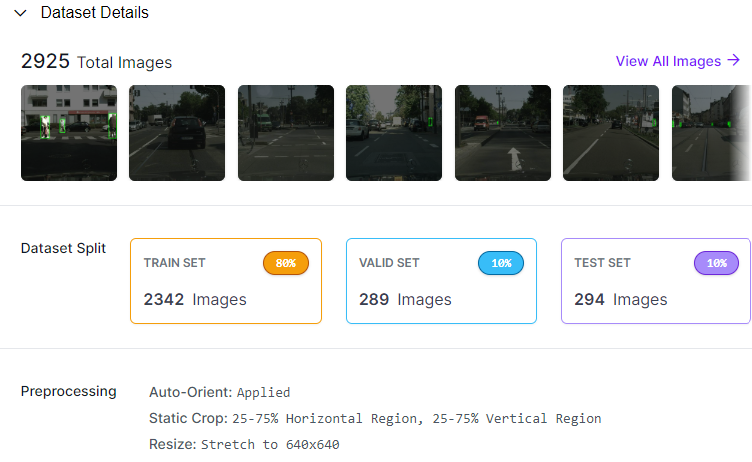 Dataset Details
2925 Total Images
View All Images →
Dataset Split
TRAIN SET 80%
2342 Images
VALID SET 10%
289 Images
TEST SET 10%
294 Images
Preprocessing
Auto-Orient: Applied
Static Crop: 25-75% Horizontal Region, 25-75% Vertical Region
Resize: Stretch to 640x640